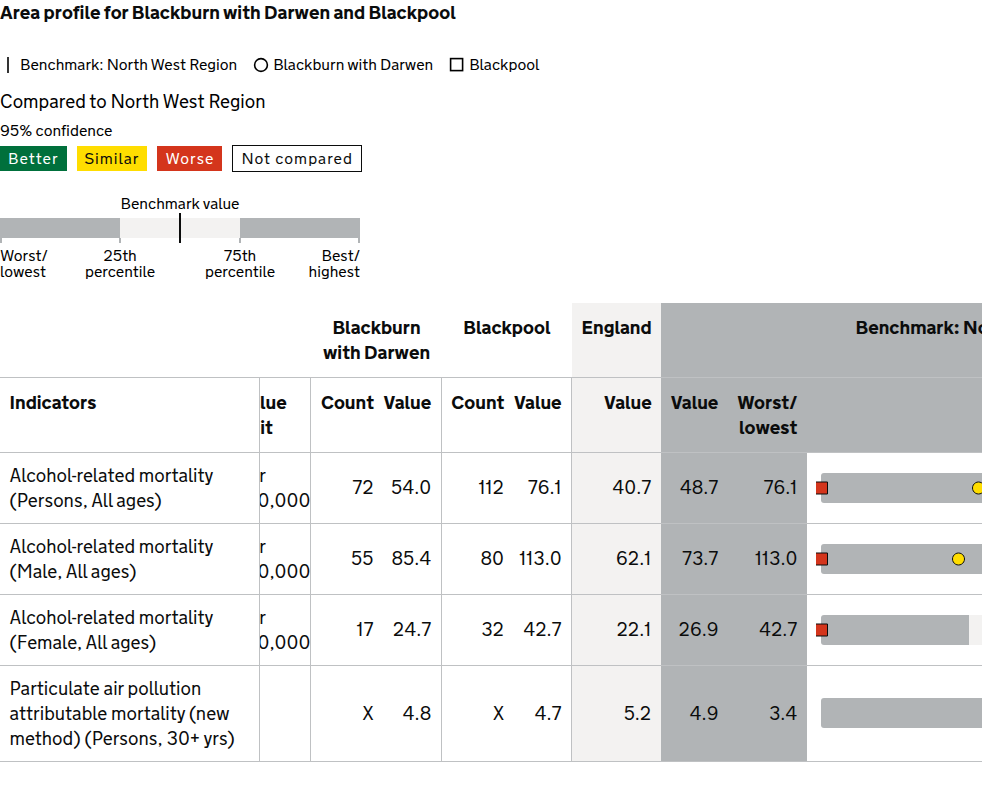 Area profile for Blackburn with Darwen and Blackpool
Benchmark: North West Region Blackburn with Darwen Blackpool
Compared to North West Region
95% confidence
Better Similar Worse Not compared
Benchmark value
Worst/ 25th 75th Best/
lowest percentile percentile highest
Blackburn Blackpool England Benchmark: No
with Darwen
Indicators lue Count Value Count Value Value Value Worst/
it lowest
Alcohol-related mortality r
(Persons, All ages) 0,000 72 54.0 112 76.1 40.7 48.7 76.1
Alcohol-related mortality r
(Male, All ages) 0,000 55 85.4 80 113.0 62.1 73.7 113.0
Alcohol-related mortality r
(Female, All ages) 0,000 17 24.7 32 42.7 22.1 26.9 42.7
Particulate air pollution
attributable mortality (new X 4.8 X 4.7 5.2 4.9 3.4
method) (Persons, 30+ yrs)